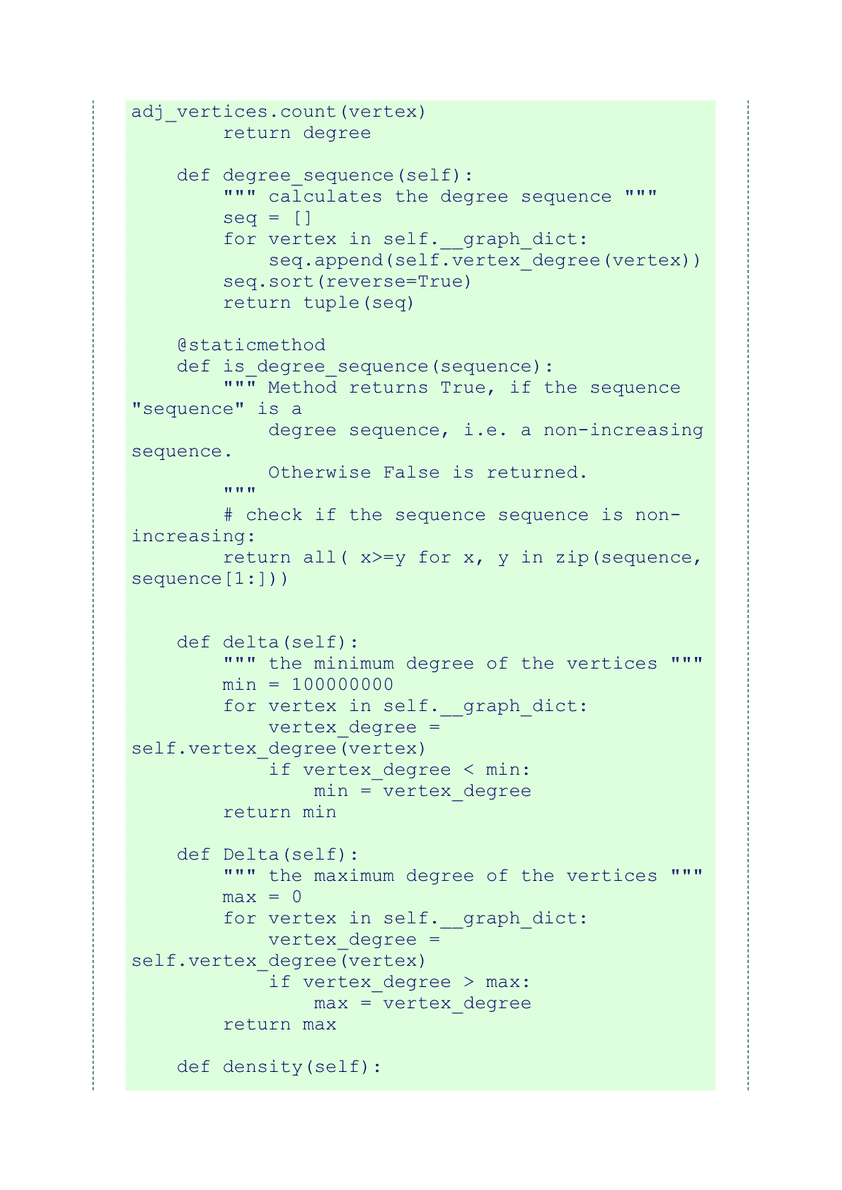 adj_vertices.count(vertex)
        return degree

    def degree_sequence(self):
        """ calculates the degree sequence """
        seq = []
        for vertex in self.__graph_dict:
            seq.append(self.vertex_degree(vertex))
        seq.sort(reverse=True)
        return tuple(seq)

    @staticmethod
    def is_degree_sequence(sequence):
        """ Method returns True, if the sequence
"sequence" is a
            degree sequence, i.e. a non-increasing
sequence.
            Otherwise False is returned.
        """
        # check if the sequence sequence is non-
increasing:
        return all( x>=y for x, y in zip(sequence,
sequence[1:]))

    def delta(self):
        """ the minimum degree of the vertices """
        min = 100000000
        for vertex in self.__graph_dict:
            vertex_degree =
self.vertex_degree(vertex)
            if vertex_degree < min:
                min = vertex_degree
        return min

    def Delta(self):
        """ the maximum degree of the vertices """
        max = 0
        for vertex in self.__graph_dict:
            vertex_degree =
self.vertex_degree(vertex)
            if vertex_degree > max:
                max = vertex_degree
        return max

    def density(self):